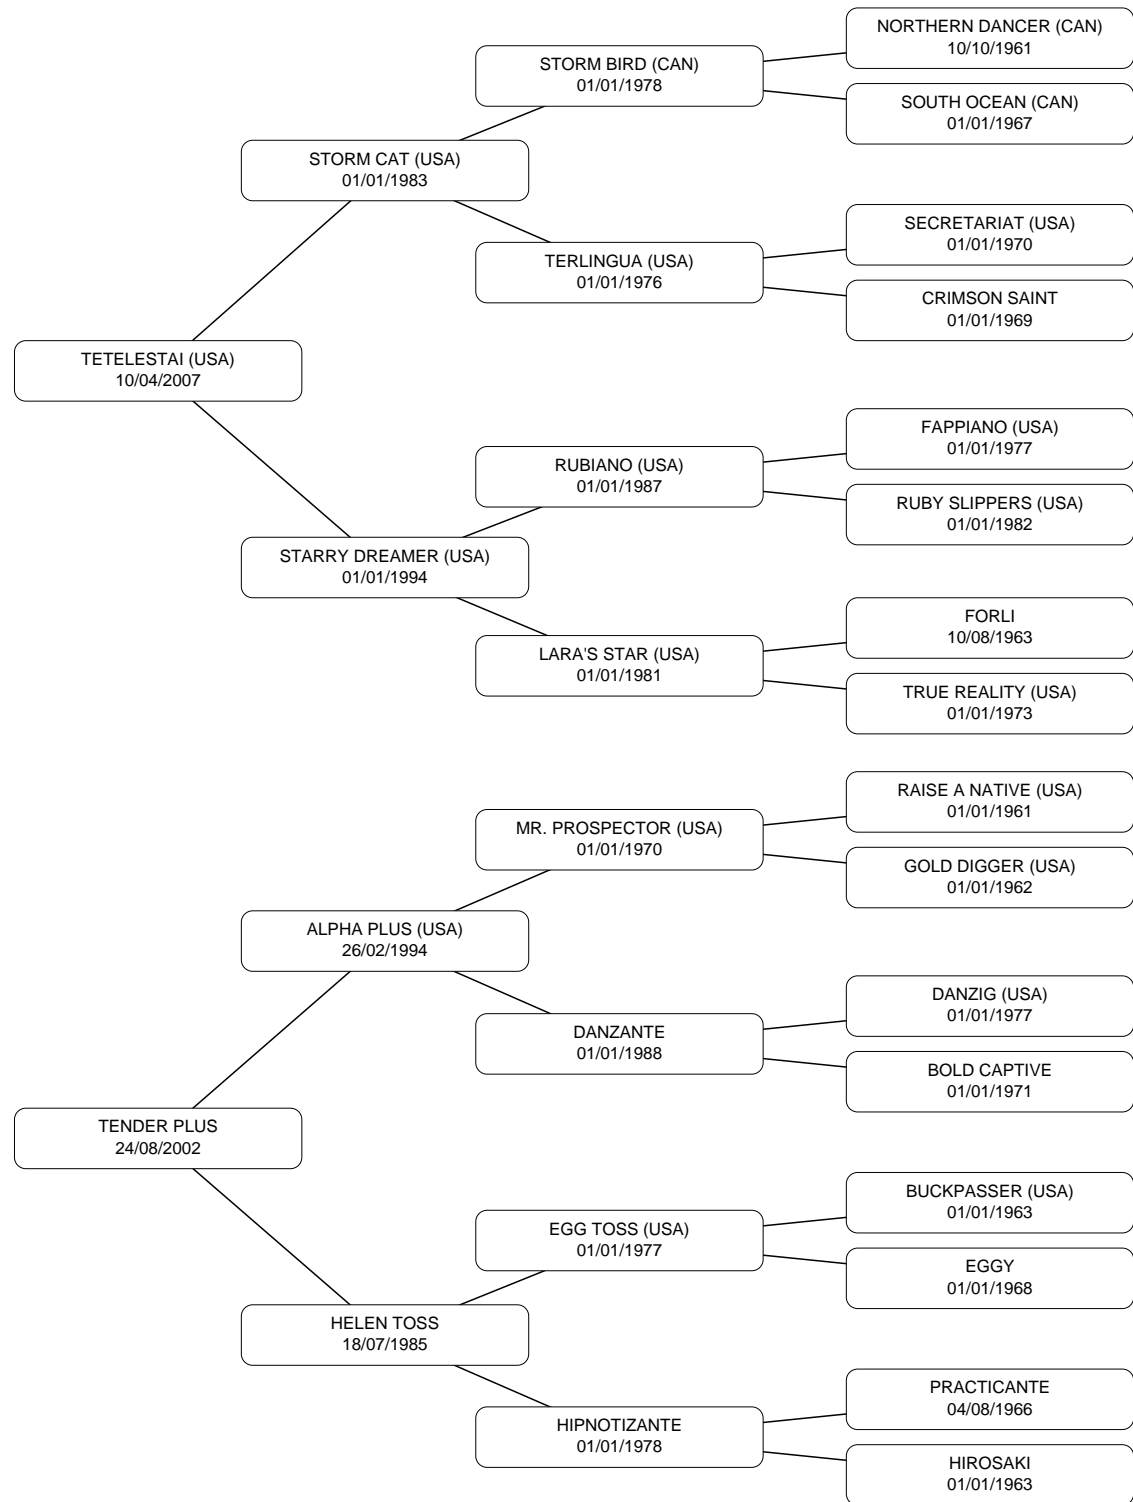 NORTHERN DANCER (CAN)
10/10/1961
STORM BIRD (CAN)
01/01/1978
SOUTH OCEAN (CAN)
01/01/1967
STORM CAT (USA)
01/01/1983
SECRETARIAT (USA)
01/01/1970
TERLINGUA (USA)
01/01/1976
CRIMSON SAINT
01/01/1969
TETELESTAI (USA)
10/04/2007
FAPPIANO (USA)
01/01/1977
RUBIANO (USA)
01/01/1987
RUBY SLIPPERS (USA)
01/01/1982
STARRY DREAMER (USA)
01/01/1994
FORLI
10/08/1963
LARA'S STAR (USA)
01/01/1981
TRUE REALITY (USA)
01/01/1973
RAISE A NATIVE (USA)
01/01/1961
MR. PROSPECTOR (USA)
01/01/1970
GOLD DIGGER (USA)
01/01/1962
ALPHA PLUS (USA)
26/02/1994
DANZIG (USA)
01/01/1977
DANZANTE
01/01/1988
BOLD CAPTIVE
01/01/1971
TENDER PLUS
24/08/2002
BUCKPASSER (USA)
01/01/1963
EGG TOSS (USA)
01/01/1977
EGGY
01/01/1968
HELEN TOSS
18/07/1985
PRACTICANTE
04/08/1966
HIPNOTIZANTE
01/01/1978
HIROSAKI
01/01/1963